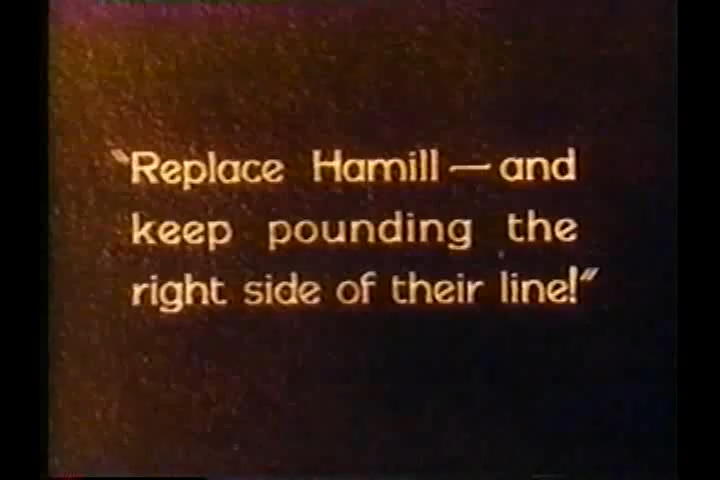 "Replace Hamill — and
keep pounding the
right side of their line!"